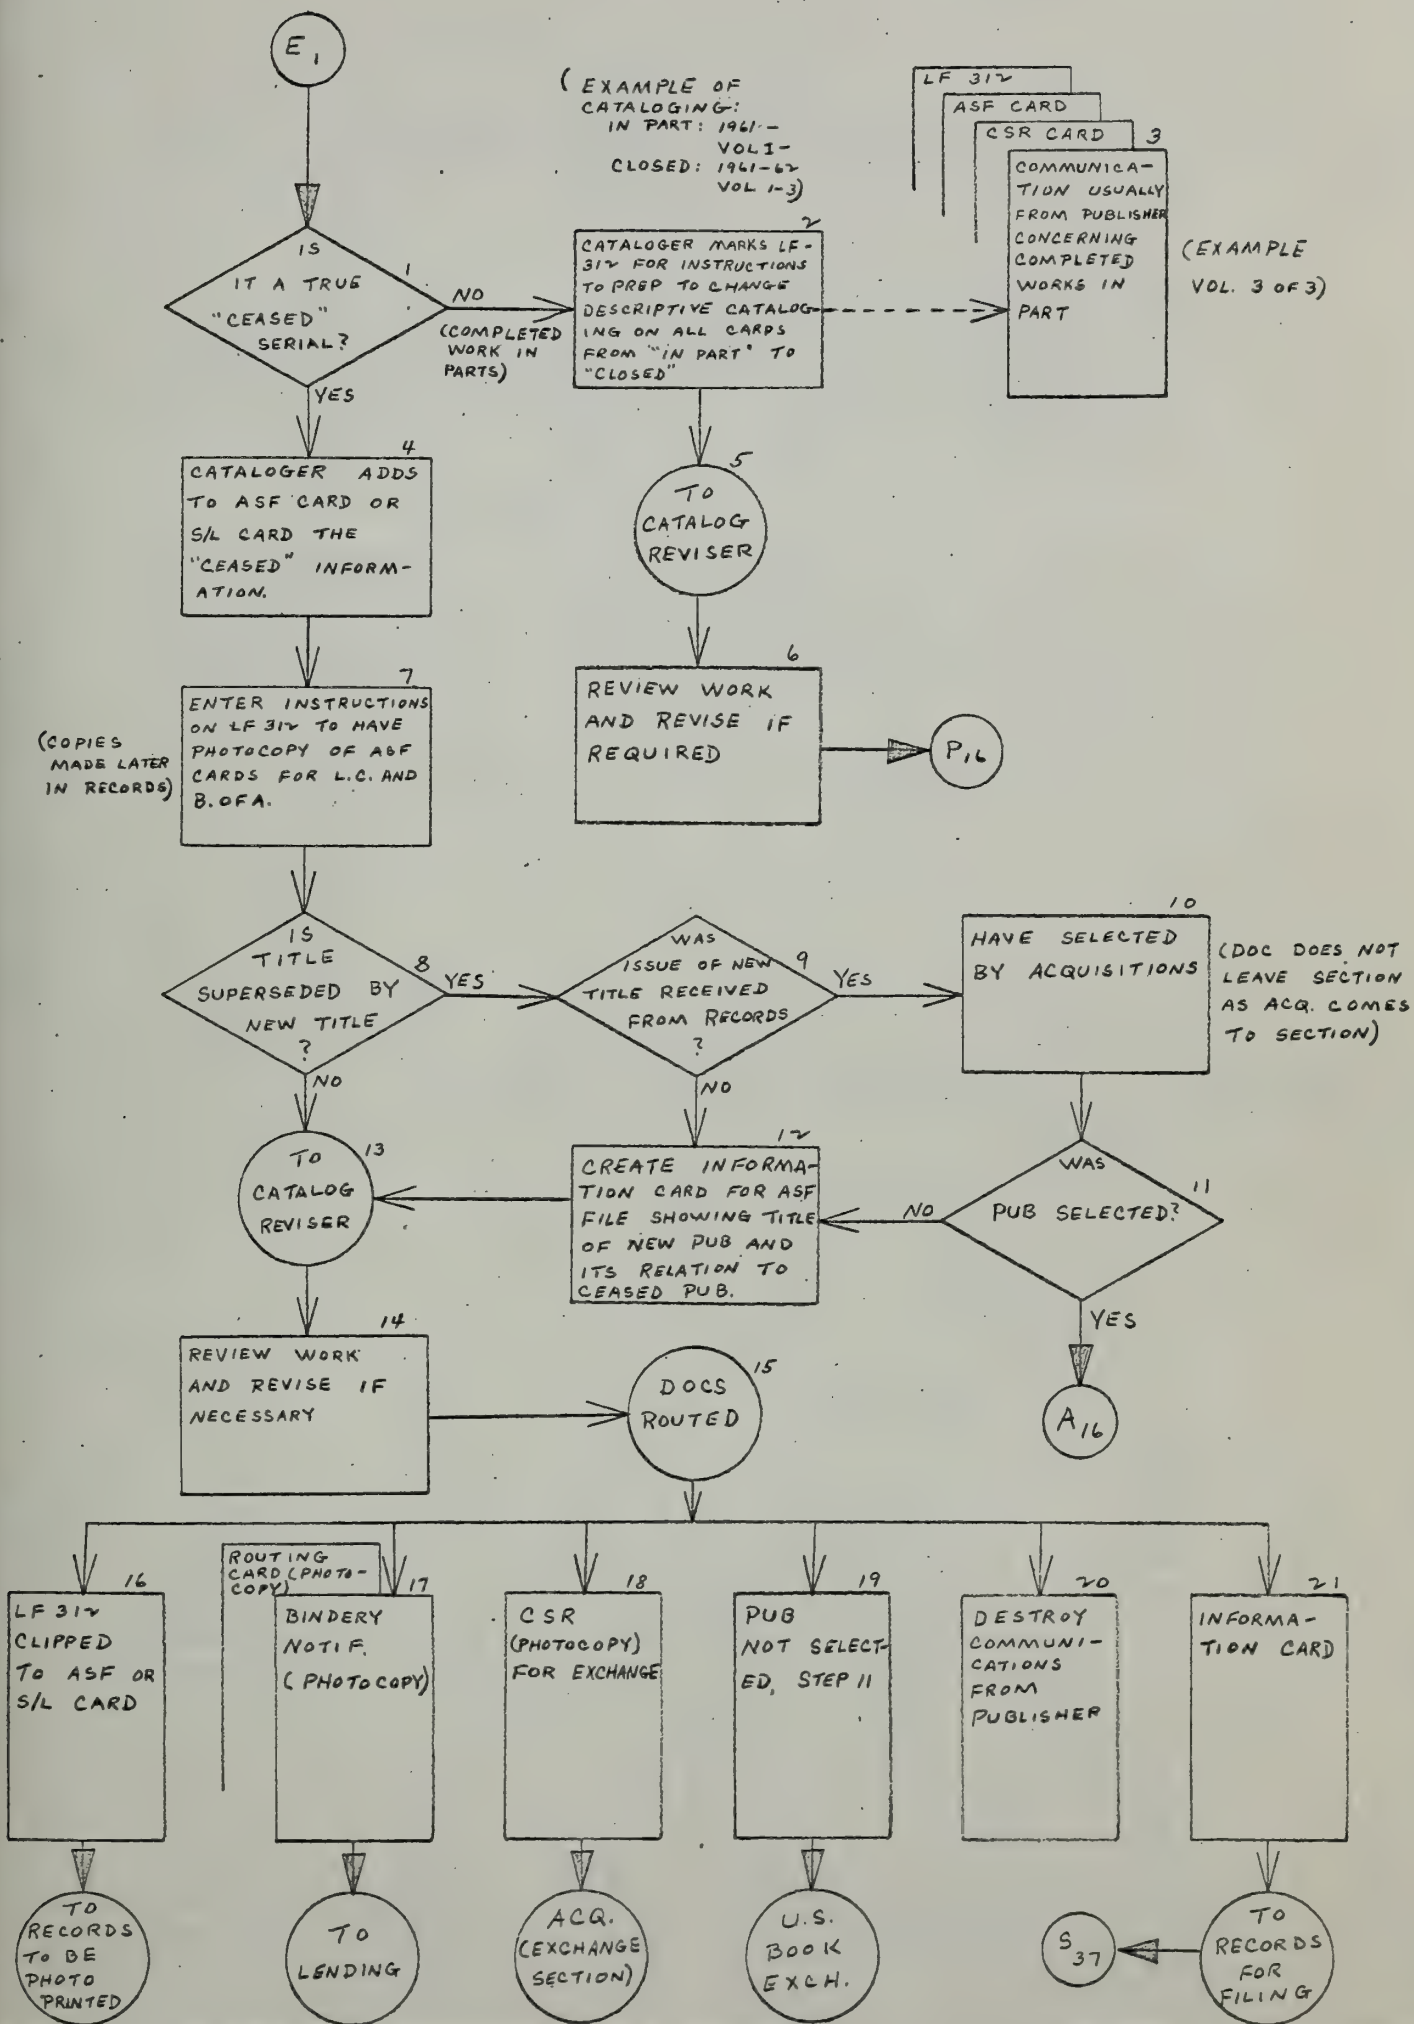 E1
(EXAMPLE OF
CATALOGING:
IN PART: 1961-
VOL I-
CLOSED: 1961-62
VOL 1-3)
LF 312
ASF CARD
CSR CARD
3
COMMUNICA-
TION USUALLY
FROM PUBLISHER
CONCERNING
COMPLETED
WORKS IN
PART
(EXAMPLE
VOL. 3 OF 3)
1
IS
IT A TRUE
"CEASED"
SERIAL?
NO
(COMPLETED
WORK IN
PARTS)
YES
2
CATALOGER MARKS LF-
312 FOR INSTRUCTIONS
TO PREP TO CHANGE
DESCRIPTIVE CATALOG-
ING ON ALL CARDS
FROM "IN PART" TO
"CLOSED"
4
CATALOGER ADDS
TO ASF CARD OR
S/L CARD THE
"CEASED" INFORM-
ATION.
5
TO
CATALOG
REVISER
6
REVIEW WORK
AND REVISE IF
REQUIRED
P16
7
ENTER INSTRUCTIONS
ON LF 312 TO HAVE
PHOTOCOPY OF ASF
CARDS FOR L.C. AND
B. OF A.
(COPIES
MADE LATER
IN RECORDS)
8
IS
TITLE
SUPERSEDED BY
NEW TITLE
?
YES
NO
9
WAS
ISSUE OF NEW
TITLE RECEIVED
FROM RECORDS
?
YES
NO
10
HAVE SELECTED
BY ACQUISITIONS
(DOC DOES NOT
LEAVE SECTION
AS ACQ. COMES
TO SECTION)
11
WAS
PUB SELECTED?
NO
YES
A16
12
CREATE INFORMA-
TION CARD FOR ASF
FILE SHOWING TITLE
OF NEW PUB AND
ITS RELATION TO
CEASED PUB.
13
TO
CATALOG
REVISER
14
REVIEW WORK
AND REVISE IF
NECESSARY
15
DOCS
ROUTED
16
LF 312
CLIPPED
TO ASF OR
S/L CARD
ROUTING
CARD (PHOTO-
COPY)
17
BINDERY
NOTIF.
(PHOTOCOPY)
18
CSR
(PHOTOCOPY)
FOR EXCHANGE
19
PUB
NOT SELECT-
ED, STEP 11
20
DESTROY
COMMUNI-
CATIONS
FROM
PUBLISHER
21
INFORMA-
TION CARD
TO
RECORDS
TO BE
PHOTO
PRINTED
TO
LENDING
ACQ.
(EXCHANGE
SECTION)
U.S.
BOOK
EXCH.
S37
TO
RECORDS
FOR
FILING